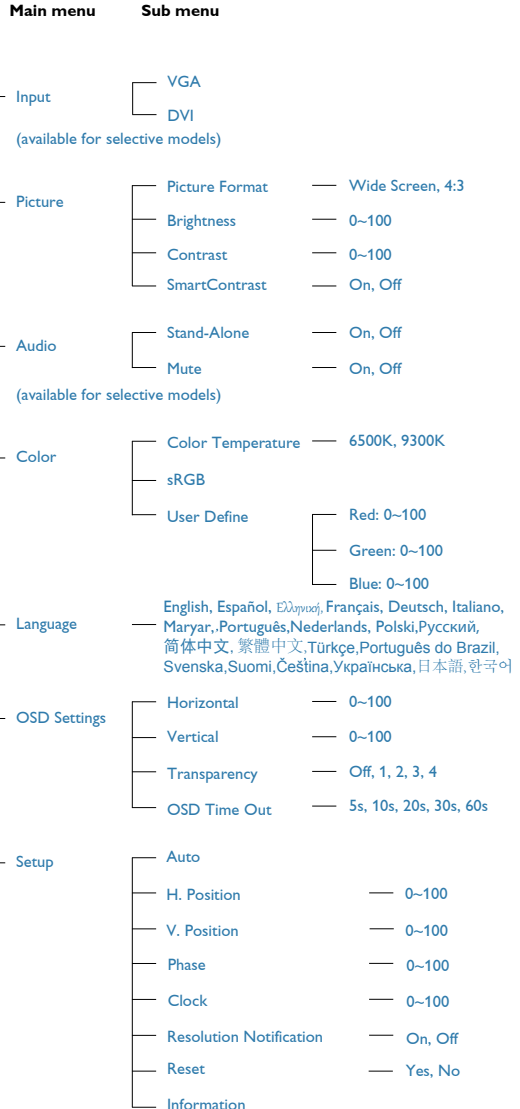 Main menu Sub menu
VGA
Input
DVI
(available for selective models)
Picture Format Wide Screen, 4:3
Picture
Brightness 0~100
Contrast 0~100
SmartContrast On, Off
Stand-Alone On, Off
Audio
Mute On, Off
(available for selective models)
Color Temperature 6500K, 9300K
Color
sRGB
User Define Red: 0~100
Green: 0~100
Blue: 0~100
English, Español, Ελληνική, Français, Deutsch, Italiano,
Language Maryar,.Português,Nederlands, Polski,Русский,
简体中文, 繁體中文,Türkçe,Português do Brazil,
Svenska,Suomi,Čeština,Українська,日本語,한국어
Horizontal 0~100
OSD Settings
Vertical 0~100
Transparency Off, 1, 2, 3, 4
OSD Time Out 5s, 10s, 20s, 30s, 60s
Auto
Setup
H. Position 0~100
V. Position 0~100
Phase 0~100
Clock 0~100
Resolution Notification On, Off
Reset Yes, No
Information